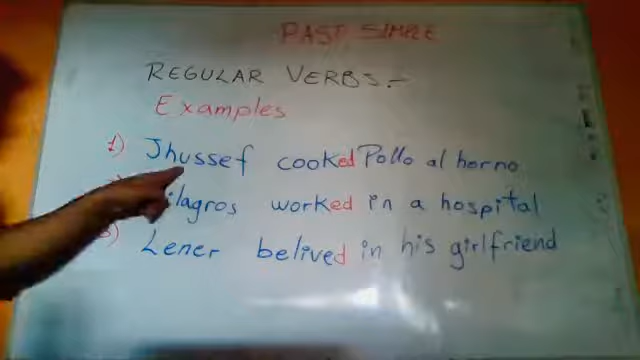 PAST SIMPLE
REGULAR VERBS.-
Examples
1) Jhussef cooked Pollo al horno
ilagros worked in a hospital
3) Lener belived in his girlfriend